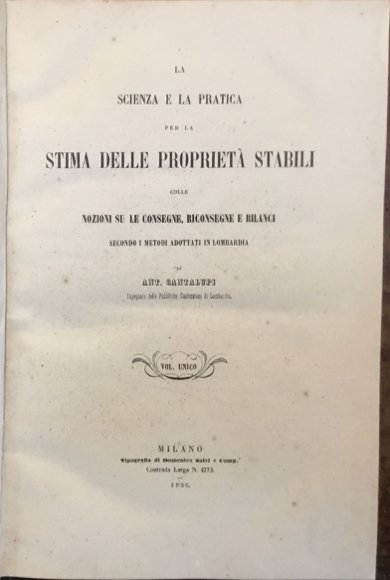 LA
SCIENZA E LA PRATICA
PER LA
STIMA DELLE PROPRIETÀ STABILI
COLLE
NOZIONI SU LE CONSEGNE, RICONSEGNE E BILANCI
SECONDO I METODI ADOTTATI IN LOMBARDIA
DI
ANT. CANTALUPI
Ingegnere delle Pubbliche Costruzioni di Lombardia.
VOL. UNICO
MILANO
Tipografia di Domenico Salvi e Comp.
Contrada Larga N. 4773.
1856.